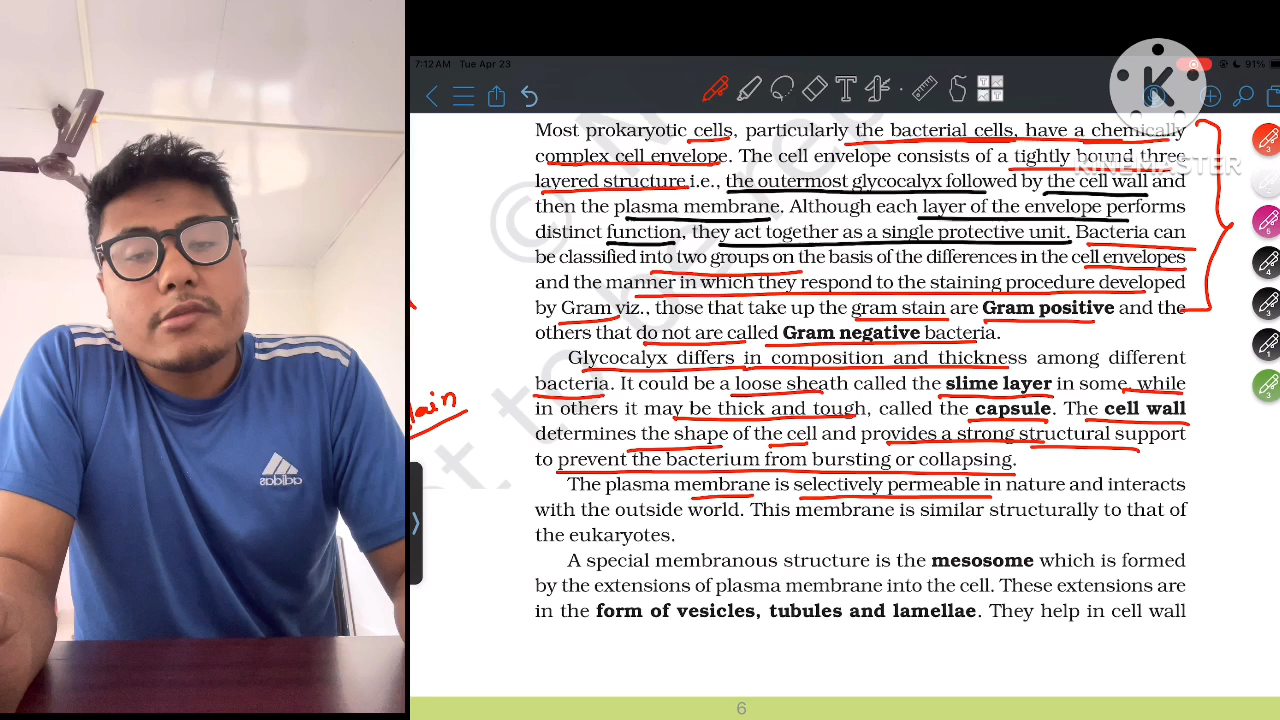 7:12 AM Tue Apr 23
91%
K
KINEMASTER
T
Most prokaryotic cells, particularly the bacterial cells, have a chemically
complex cell envelope. The cell envelope consists of a tightly bound three
layered structure i.e., the outermost glycocalyx followed by the cell wall and
then the plasma membrane. Although each layer of the envelope performs
distinct function, they act together as a single protective unit. Bacteria can
be classified into two groups on the basis of the differences in the cell envelopes
and the manner in which they respond to the staining procedure developed
by Gram viz., those that take up the gram stain are Gram positive and the
others that do not are called Gram negative bacteria.
Glycocalyx differs in composition and thickness among different
bacteria. It could be a loose sheath called the slime layer in some, while
in others it may be thick and tough, called the capsule. The cell wall
determines the shape of the cell and provides a strong structural support
to prevent the bacterium from bursting or collapsing.
The plasma membrane is selectively permeable in nature and interacts
with the outside world. This membrane is similar structurally to that of
the eukaryotes.
A special membranous structure is the mesosome which is formed
by the extensions of plasma membrane into the cell. These extensions are
in the form of vesicles, tubules and lamellae. They help in cell wall
6
adidas
3
5
4
3
1
3